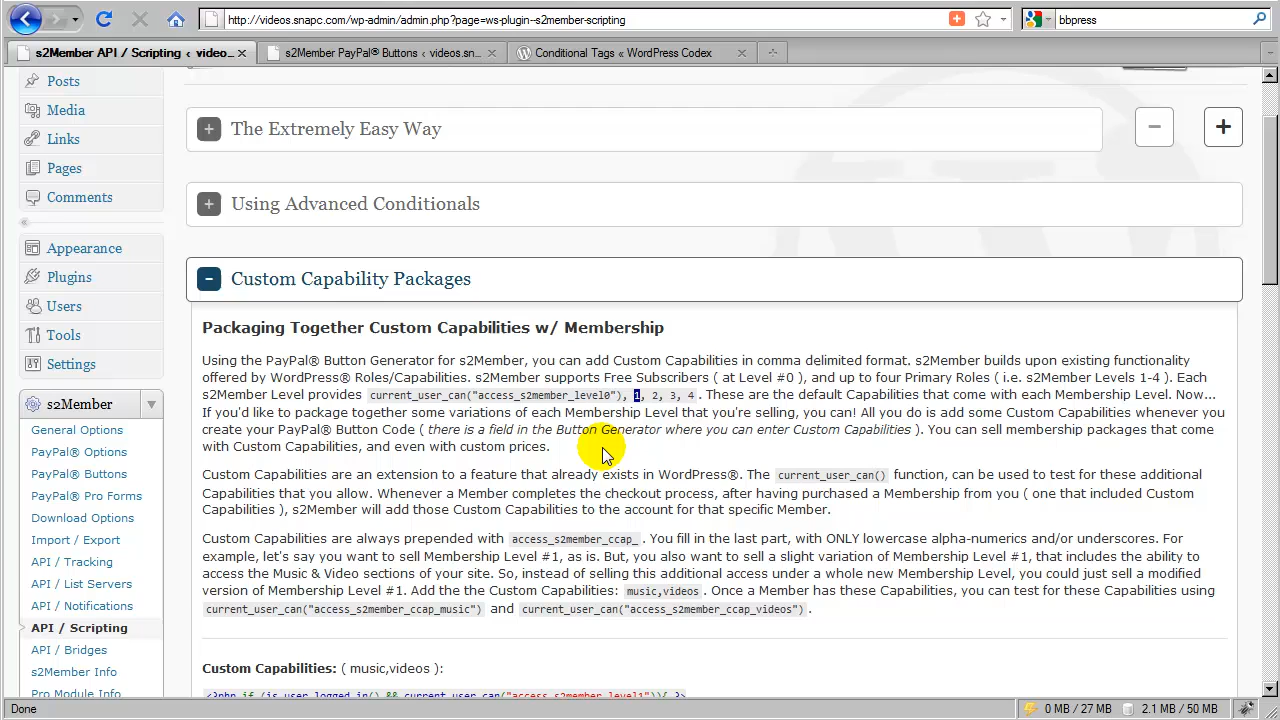 http://videos.snapc.com/wp-admin/admin.php?page=ws-plugin--s2member-scripting
bbpress
s2Member API / Scripting ‹ video...
s2Member PayPal® Buttons ‹ videos.sn...
Conditional Tags « WordPress Codex
Posts
Media
Links
Pages
Comments
Appearance
Plugins
Users
Tools
Settings
s2Member
General Options
PayPal® Options
PayPal® Buttons
PayPal® Pro Forms
Download Options
Import / Export
API / Tracking
API / List Servers
API / Notifications
API / Scripting
API / Bridges
s2Member Info
Pro Module Info
The Extremely Easy Way
Using Advanced Conditionals
Custom Capability Packages
Packaging Together Custom Capabilities w/ Membership
Using the PayPal® Button Generator for s2Member, you can add Custom Capabilities in comma delimited format. s2Member builds upon existing functionality
offered by WordPress® Roles/Capabilities. s2Member supports Free Subscribers ( at Level #0 ), and up to four Primary Roles ( i.e. s2Member Levels 1-4 ). Each
s2Member Level provides current_user_can("access_s2member_level0"), 1, 2, 3, 4. These are the default Capabilities that come with each Membership Level. Now...
If you'd like to package together some variations of each Membership Level that you're selling, you can! All you do is add some Custom Capabilities whenever you
create your PayPal® Button Code ( there is a field in the Button Generator where you can enter Custom Capabilities ). You can sell membership packages that come
with Custom Capabilities, and even with custom prices.
Custom Capabilities are an extension to a feature that already exists in WordPress®. The current_user_can() function, can be used to test for these additional
Capabilities that you allow. Whenever a Member completes the checkout process, after having purchased a Membership from you ( one that included Custom
Capabilities ), s2Member will add those Custom Capabilities to the account for that specific Member.
Custom Capabilities are always prepended with access_s2member_ccap_. You fill in the last part, with ONLY lowercase alpha-numerics and/or underscores. For
example, let's say you want to sell Membership Level #1, as is. But, you also want to sell a slight variation of Membership Level #1, that includes the ability to
access the Music & Video sections of your site. So, instead of selling this additional access under a whole new Membership Level, you could just sell a modified
version of Membership Level #1. Add the the Custom Capabilities: music,videos. Once a Member has these Capabilities, you can test for these Capabilities using
current_user_can("access_s2member_ccap_music") and current_user_can("access_s2member_ccap_videos").
Custom Capabilities: ( music,videos ):
<?php if (is_user_logged_in() && current_user_can("access_s2member_level1")){ ?>
Done
0 MB / 27 MB
2.1 MB / 50 MB